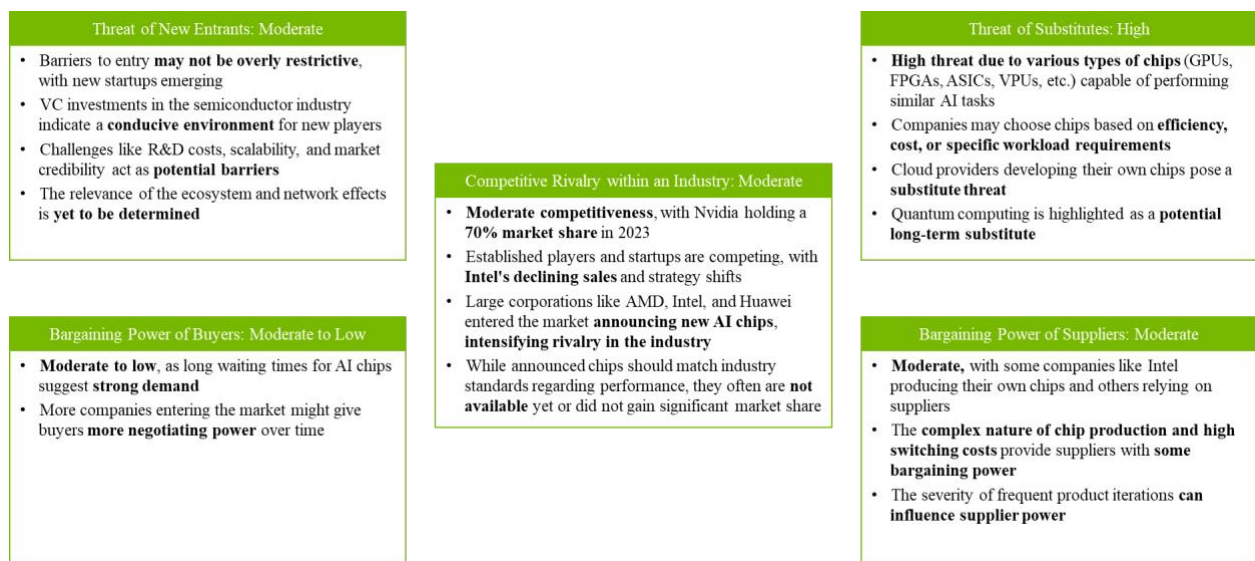 Threat of New Entrants: Moderate
• Barriers to entry may not be overly restrictive,
with new startups emerging
• VC investments in the semiconductor industry
indicate a conducive environment for new players
• Challenges like R&D costs, scalability, and market
credibility act as potential barriers
• The relevance of the ecosystem and network effects
is yet to be determined
Threat of Substitutes: High
• High threat due to various types of chips (GPUs,
FPGAs, ASICs, VPUs, etc.) capable of performing
similar AI tasks
• Companies may choose chips based on efficiency,
cost, or specific workload requirements
• Cloud providers developing their own chips pose a
substitute threat
• Quantum computing is highlighted as a potential
long-term substitute
Competitive Rivalry within an Industry: Moderate
• Moderate competitiveness, with Nvidia holding a
70% market share in 2023
• Established players and startups are competing, with
Intel's declining sales and strategy shifts
• Large corporations like AMD, Intel, and Huawei
entered the market announcing new AI chips,
intensifying rivalry in the industry
• While announced chips should match industry
standards regarding performance, they often are not
available yet or did not gain significant market share
Bargaining Power of Buyers: Moderate to Low
• Moderate to low, as long waiting times for AI chips
suggest strong demand
• More companies entering the market might give
buyers more negotiating power over time
Bargaining Power of Suppliers: Moderate
• Moderate, with some companies like Intel
producing their own chips and others relying on
suppliers
• The complex nature of chip production and high
switching costs provide suppliers with some
bargaining power
• The severity of frequent product iterations can
influence supplier power